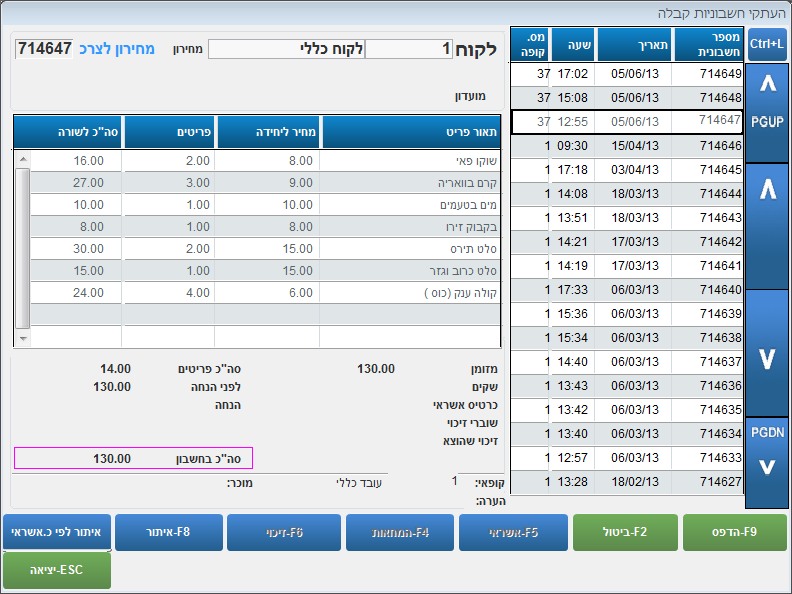 העתקי חשבוניות קבלה
Ctrl+L
PGUP
PGDN
מספר חשבונית תאריך שעה מס. קופה
714649 05/06/13 17:02 37
714648 05/06/13 15:08 37
714647 05/06/13 12:55 37
714646 15/04/13 09:30 1
714645 03/04/13 17:18 1
714644 18/03/13 14:08 1
714643 18/03/13 13:51 1
714642 17/03/13 14:21 1
714641 17/03/13 14:19 1
714640 06/03/13 17:33 1
714639 06/03/13 15:36 1
714638 06/03/13 15:34 1
714637 06/03/13 14:40 1
714636 06/03/13 13:43 1
714635 06/03/13 13:42 1
714634 06/03/13 13:40 1
714633 06/03/13 12:57 1
714627 18/02/13 13:28 1
לקוח 1 לקוח כללי מחירון מחירון לצרכ 714647
מועדון
תאור פריט מחיר ליחידה פריטים סה"כ לשורה
שוקו פאי 8.00 2.00 16.00
קרם בוואריה 9.00 3.00 27.00
מים בטעמים 10.00 1.00 10.00
בקבוק זירו 8.00 1.00 8.00
סלט תירס 15.00 2.00 30.00
סלט כרוב וגזר 15.00 1.00 15.00
קולה ענק (כוס ) 6.00 4.00 24.00
מזומן 130.00 סה"כ פריטים 14.00
שקים לפני הנחה 130.00
כרטיס אשראי הנחה
שוברי זיכוי
זיכוי שהוצא
סה"כ בחשבון 130.00
קופאי: 1 עובד כללי מוכר:
הערה:
F9-הדפס F2-ביטול F5-אשראי F4-המחאות F6-זיכוי F8-איתור איתור לפי כ.אשראי
ESC-יציאה